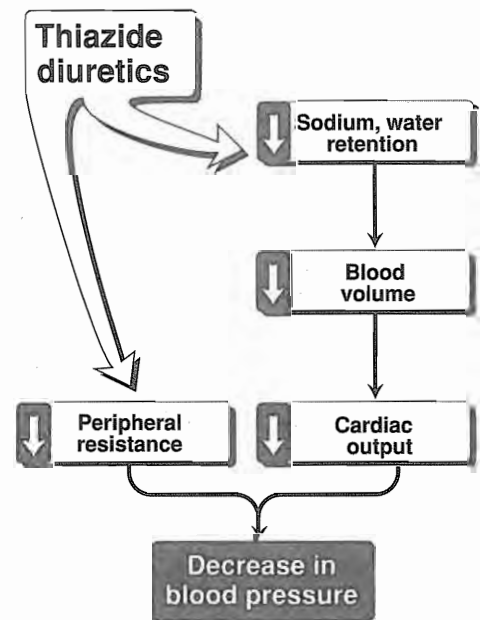 Thiazide
diuretics
Sodium, water
retention
Blood
volume
Peripheral
resistance
Cardiac
output
Decrease in
blood pressure